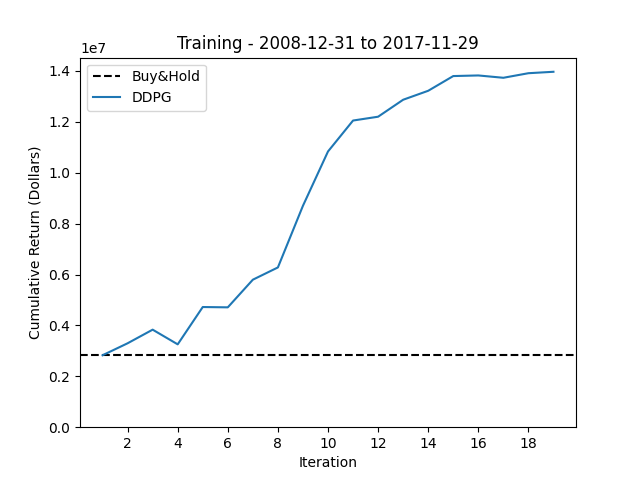 Training - 2008-12-31 to 2017-11-29
1e7
Buy&Hold
DDPG
1.4
1.2
1.0
0.8
0.6
0.4
0.2
0.0
Cumulative Return (Dollars)
2 4 6 8 10 12 14 16 18
Iteration